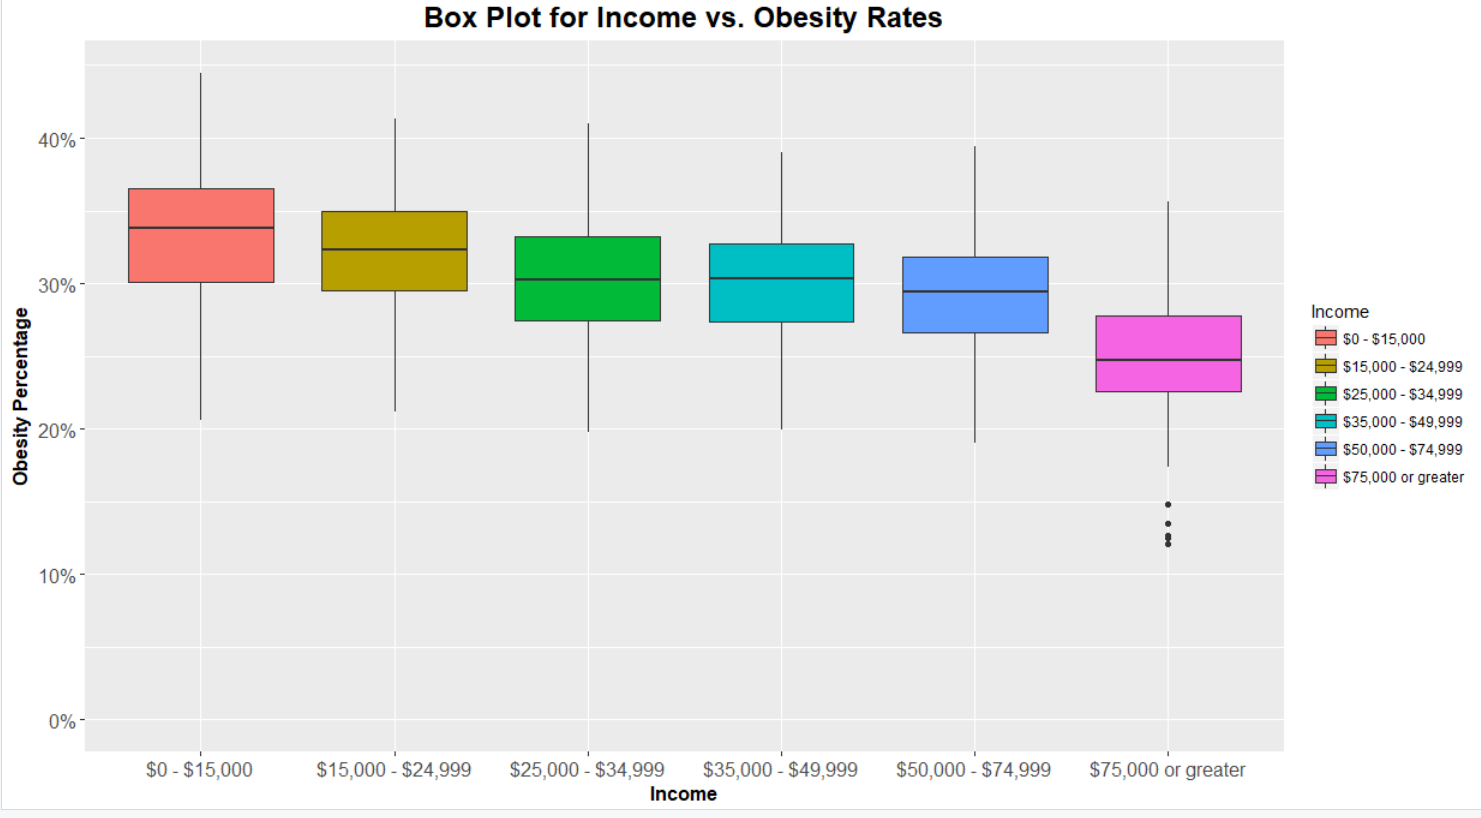 Box Plot for Income vs. Obesity Rates
Obesity Percentage
40%
30%
20%
10%
0%
$0 - $15,000
$15,000 - $24,999
$25,000 - $34,999
$35,000 - $49,999
$50,000 - $74,999
$75,000 or greater
Income
Income
$0 - $15,000
$15,000 - $24,999
$25,000 - $34,999
$35,000 - $49,999
$50,000 - $74,999
$75,000 or greater